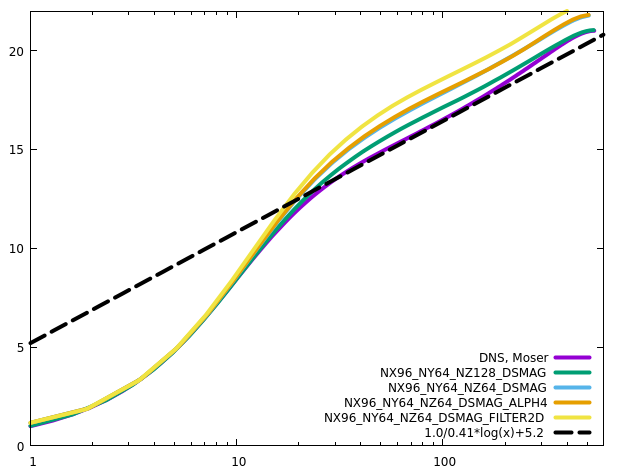 20
15
10
5
0
DNS, Moser
NX96_NY64_NZ128_DSMAG
NX96_NY64_NZ64_DSMAG
NX96_NY64_NZ64_DSMAG_ALPH4
NX96_NY64_NZ64_DSMAG_FILTER2D
1.0/0.41*log(x)+5.2
1 10 100